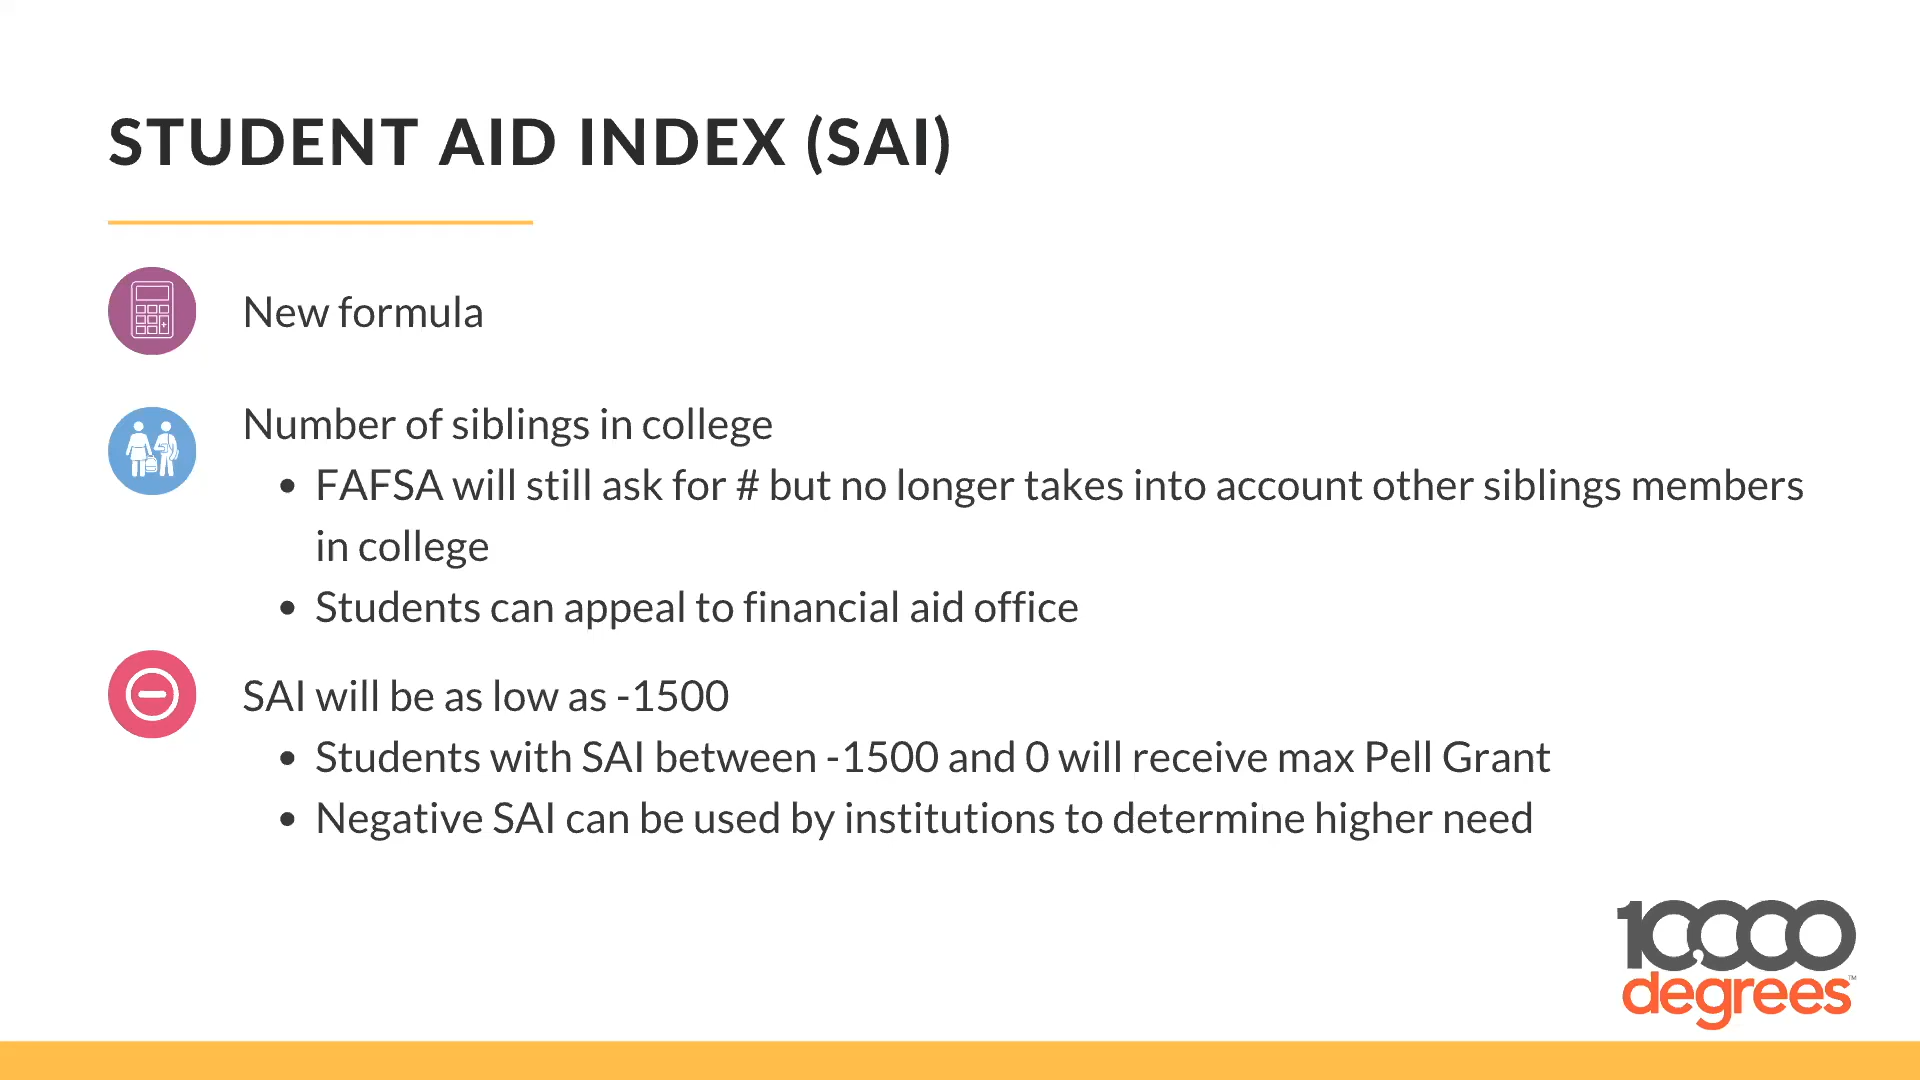 STUDENT AID INDEX (SAI)
New formula
Number of siblings in college
• FAFSA will still ask for # but no longer takes into account other siblings members
in college
• Students can appeal to financial aid office
SAI will be as low as -1500
• Students with SAI between -1500 and 0 will receive max Pell Grant
• Negative SAI can be used by institutions to determine higher need
10,000
degrees™